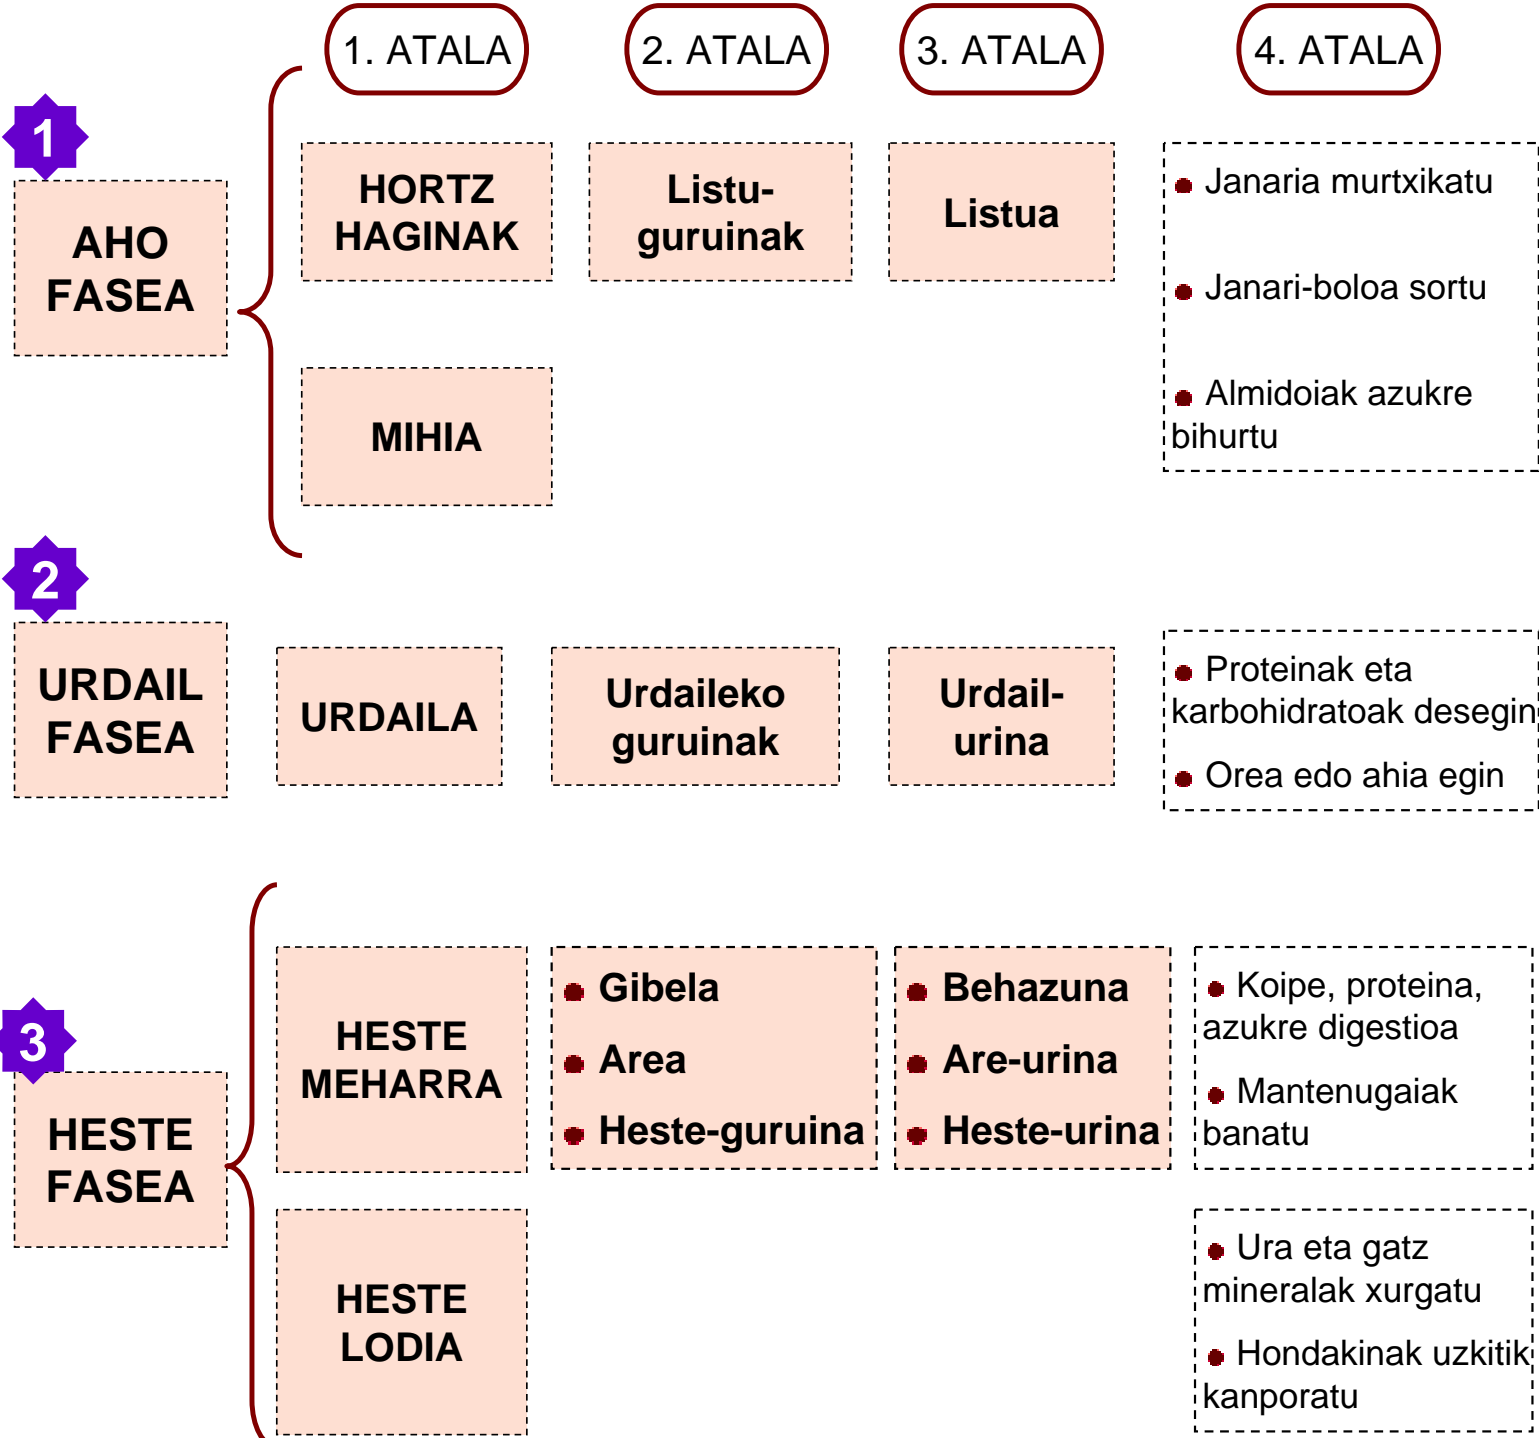 1. ATALA
2. ATALA
3. ATALA
4. ATALA
1
AHO
FASEA
HORTZ
HAGINAK
Listu-
guruinak
Listua
Janaria murtxikatu
Janari-boloa sortu
Almidoiak azukre
bihurtu
MIHIA
2
URDAIL
FASEA
URDAILA
Urdaileko
guruinak
Urdail-
urina
Proteinak eta
karbohidratoak desegin
Orea edo ahia egin
3
HESTE
FASEA
HESTE
MEHARRA
Gibela
Area
Heste-guruina
Behazuna
Are-urina
Heste-urina
Koipe, proteina,
azukre digestioa
Mantenugaiak
banatu
HESTE
LODIA
Ura eta gatz
mineralak xurgatu
Hondakinak uzkitik
kanporatu